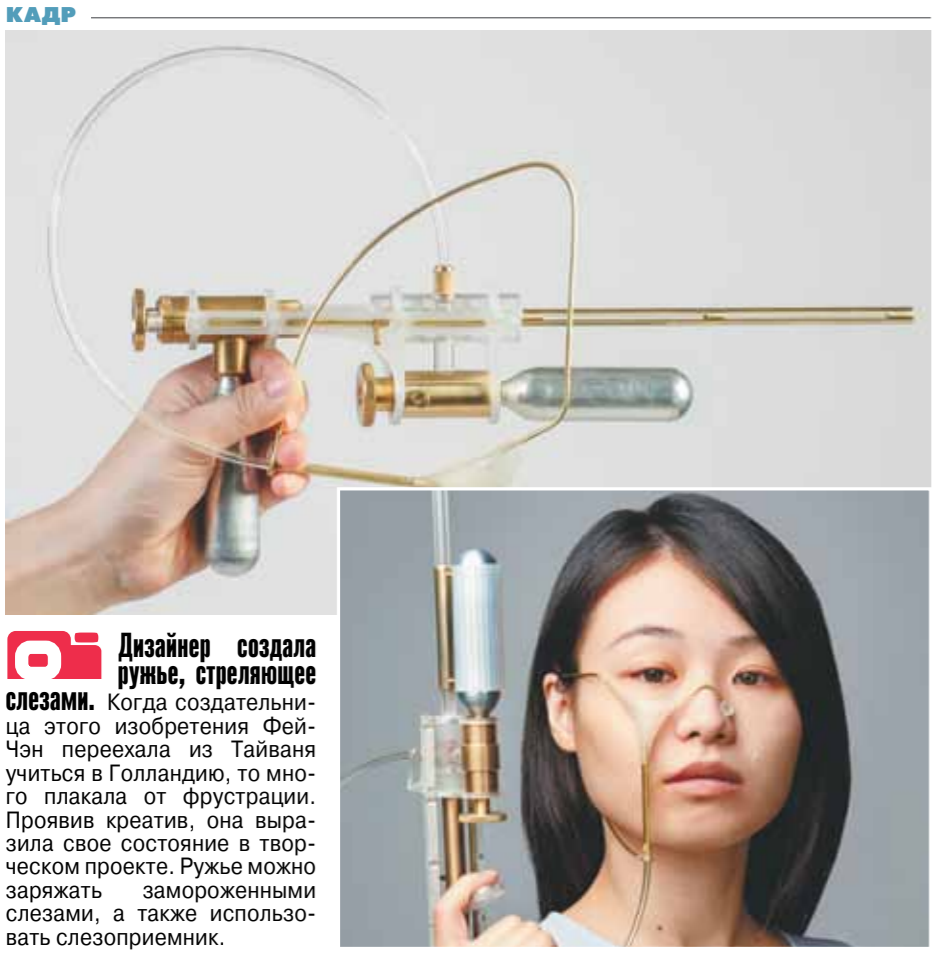 КАДР
Дизайнер создала
ружье, стреляющее
слезами. Когда создательни-
ца этого изобретения Фей-
Чэн переехала из Тайваня
учиться в Голландию, то мно-
го плакала от фрустрации.
Проявив креатив, она выра-
зила свое состояние в твор-
ческом проекте. Ружье можно
заряжать замороженными
слезами, а также использо-
вать слезоприемник.